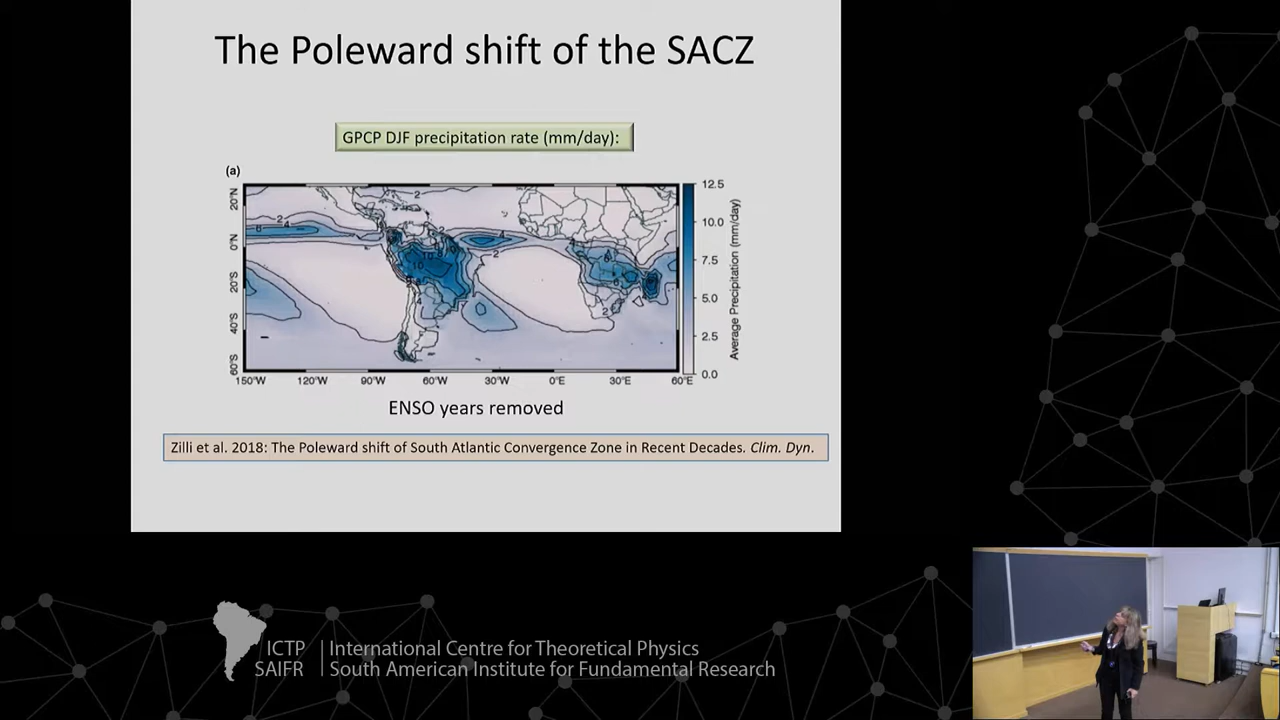 The Poleward shift of the SACZ
GPCP DJF precipitation rate (mm/day):
(a)
20°N
0°N
20°S
40°S
60°S
150°W 120°W 90°W 60°W 30°W 0°E 30°E 60°E
12.5
10.0
7.5
5.0
2.5
0.0
Average Precipitation (mm/day)
ENSO years removed
Zilli et al. 2018: The Poleward shift of South Atlantic Convergence Zone in Recent Decades. Clim. Dyn.
ICTP
SAIFR
International Centre for Theoretical Physics
South American Institute for Fundamental Research